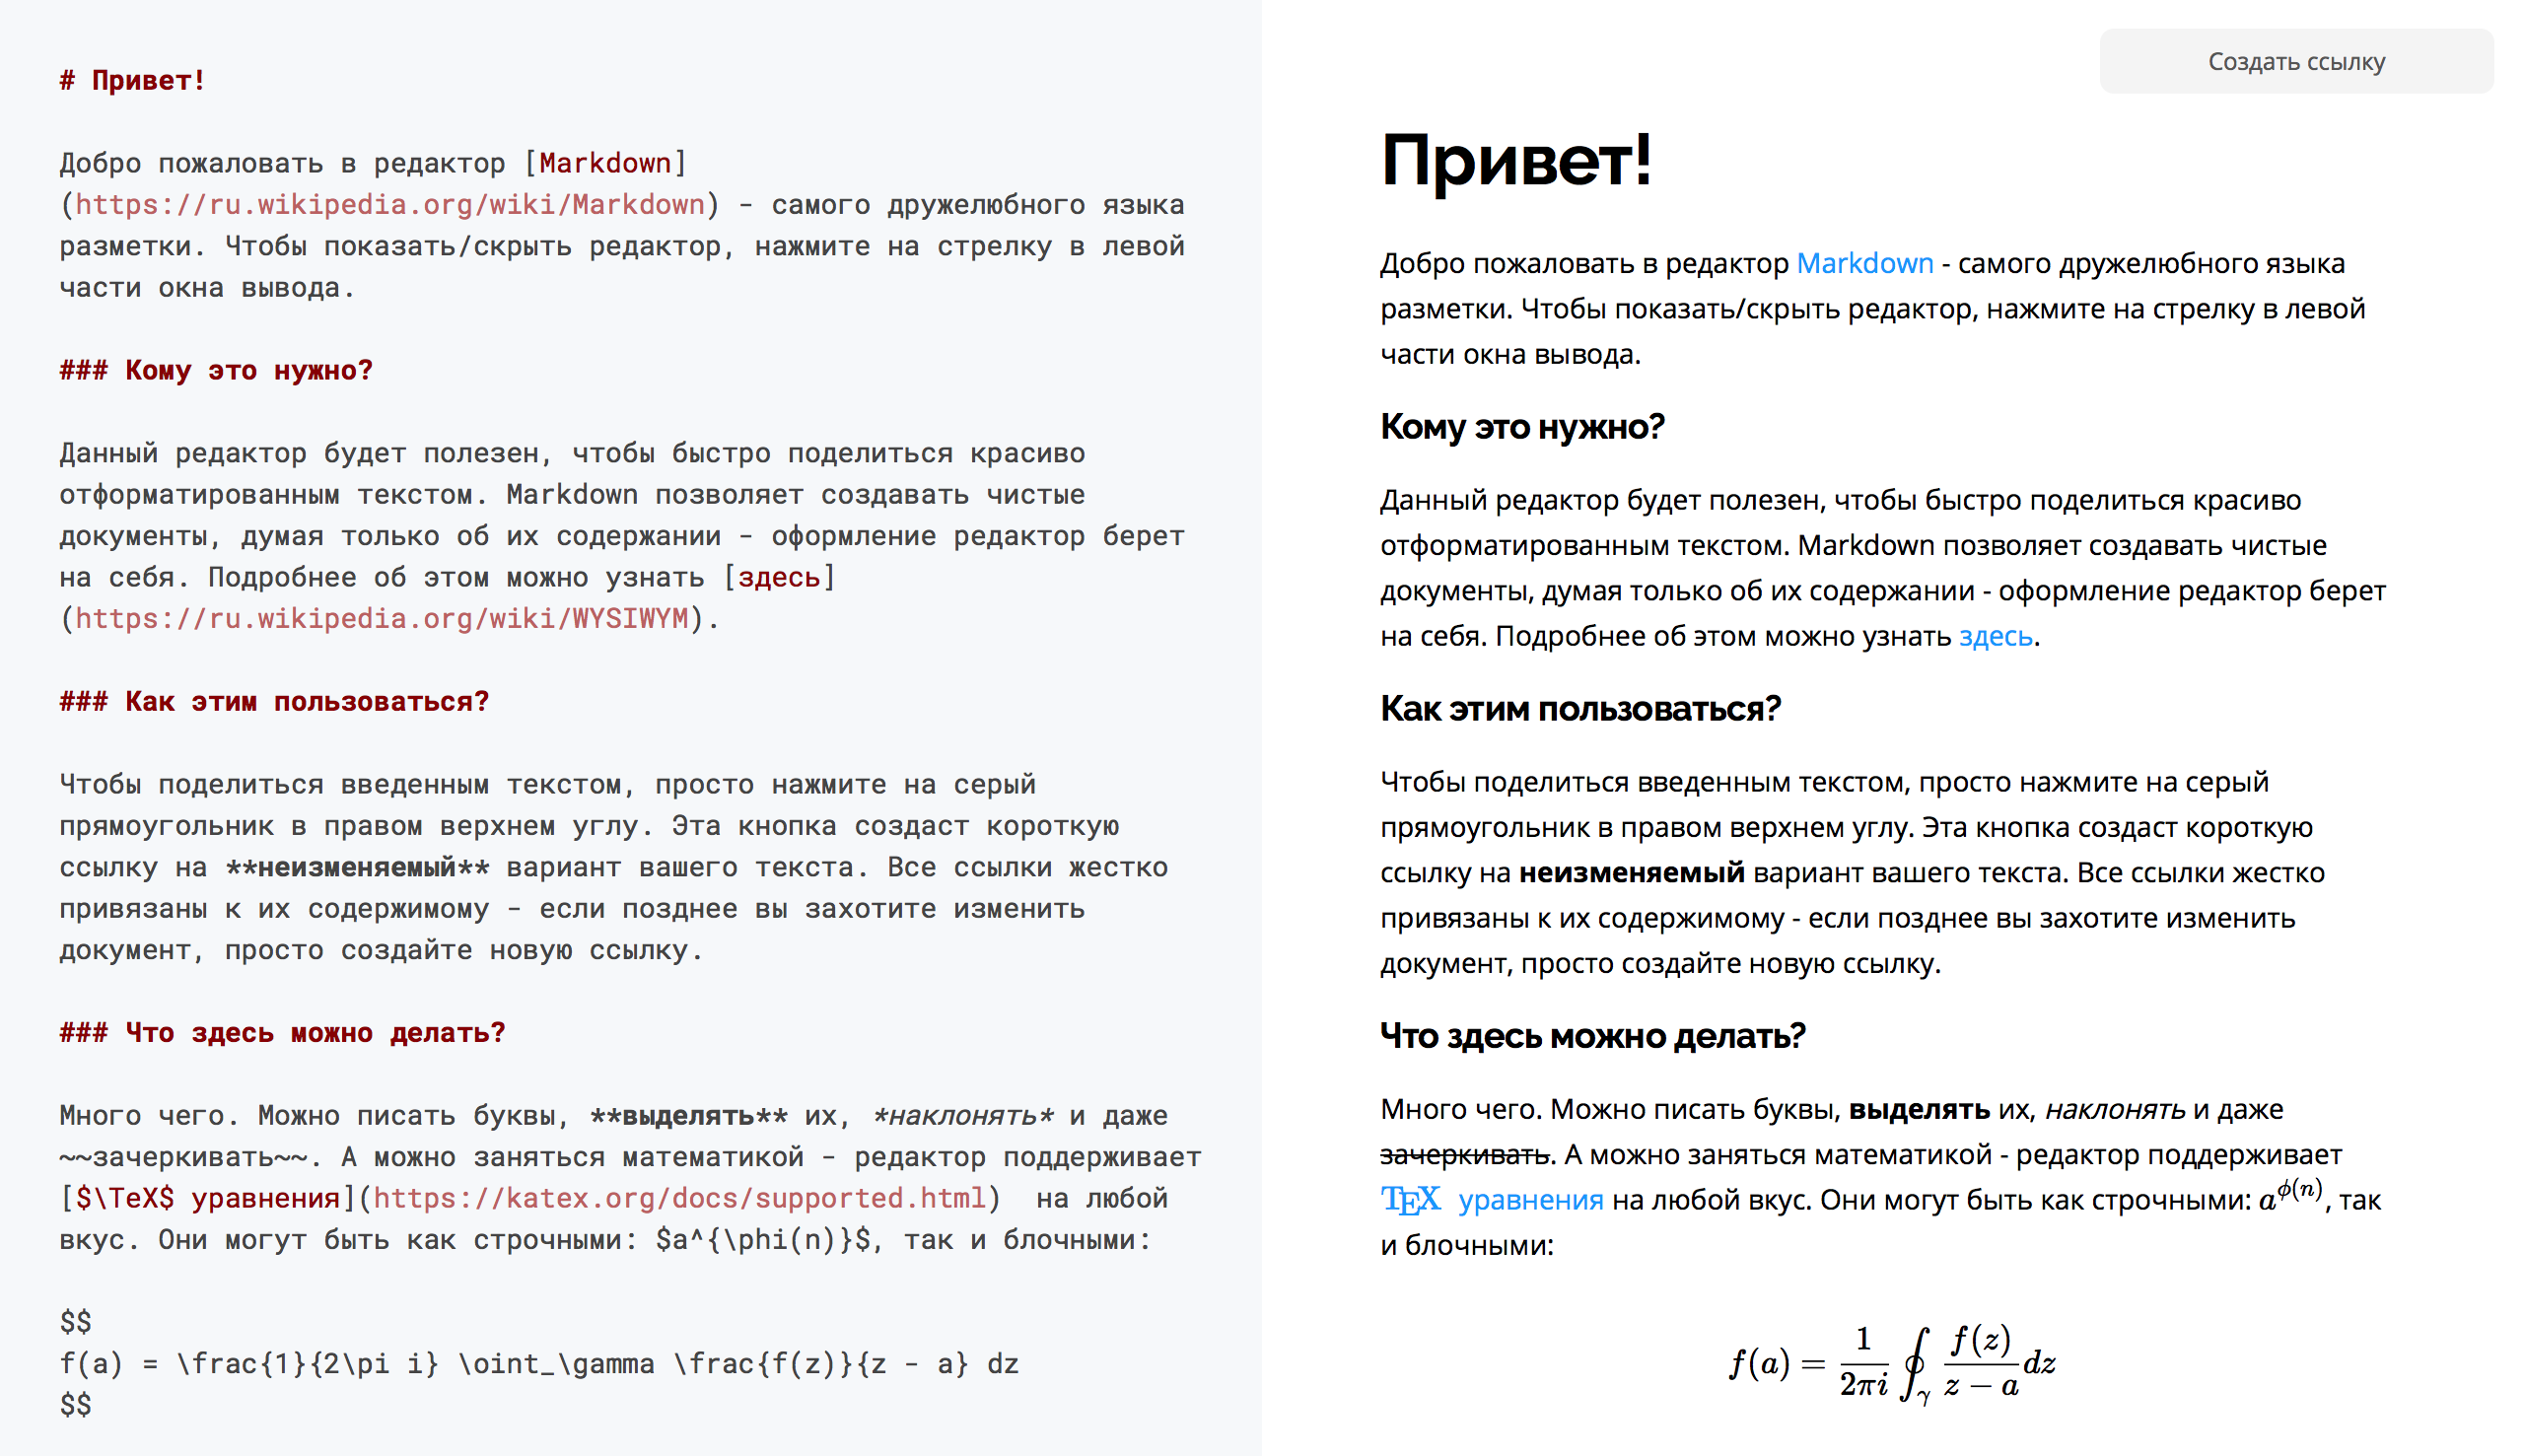 # Привет!
Добро пожаловать в редактор [Markdown]
(https://ru.wikipedia.org/wiki/Markdown) - самого дружелюбного языка
разметки. Чтобы показать/скрыть редактор, нажмите на стрелку в левой
части окна вывода.
### Кому это нужно?
Данный редактор будет полезен, чтобы быстро поделиться красиво
отформатированным текстом. Markdown позволяет создавать чистые
документы, думая только об их содержании - оформление редактор берет
на себя. Подробнее об этом можно узнать [здесь]
(https://ru.wikipedia.org/wiki/WYSIWYM).
### Как этим пользоваться?
Чтобы поделиться введенным текстом, просто нажмите на серый
прямоугольник в правом верхнем углу. Эта кнопка создаст короткую
ссылку на **неизменяемый** вариант вашего текста. Все ссылки жестко
привязаны к их содержимому - если позднее вы захотите изменить
документ, просто создайте новую ссылку.
### Что здесь можно делать?
Много чего. Можно писать буквы, **выделять** их, *наклонять* и даже
~~зачеркивать~~. А можно заняться математикой - редактор поддерживает
[$\TeX$ уравнения](https://katex.org/docs/supported.html)  на любой
вкус. Они могут быть как строчными: $a^{\phi(n)}$, так и блочными:
$$
f(a) = \frac{1}{2\pi i} \oint_\gamma \frac{f(z)}{z - a} dz
$$
Создать ссылку
Привет!
Добро пожаловать в редактор Markdown - самого дружелюбного языка
разметки. Чтобы показать/скрыть редактор, нажмите на стрелку в левой
части окна вывода.
Кому это нужно?
Данный редактор будет полезен, чтобы быстро поделиться красиво
отформатированным текстом. Markdown позволяет создавать чистые
документы, думая только об их содержании - оформление редактор берет
на себя. Подробнее об этом можно узнать здесь.
Как этим пользоваться?
Чтобы поделиться введенным текстом, просто нажмите на серый
прямоугольник в правом верхнем углу. Эта кнопка создаст короткую
ссылку на неизменяемый вариант вашего текста. Все ссылки жестко
привязаны к их содержимому - если позднее вы захотите изменить
документ, просто создайте новую ссылку.
Что здесь можно делать?
Много чего. Можно писать буквы, выделять их, наклонять и даже
зачеркивать. А можно заняться математикой - редактор поддерживает
TEX уравнения на любой вкус. Они могут быть как строчными: a^ϕ(n), так
и блочными:
f(a) = 1/2πi ∮γ f(z)/z − a dz